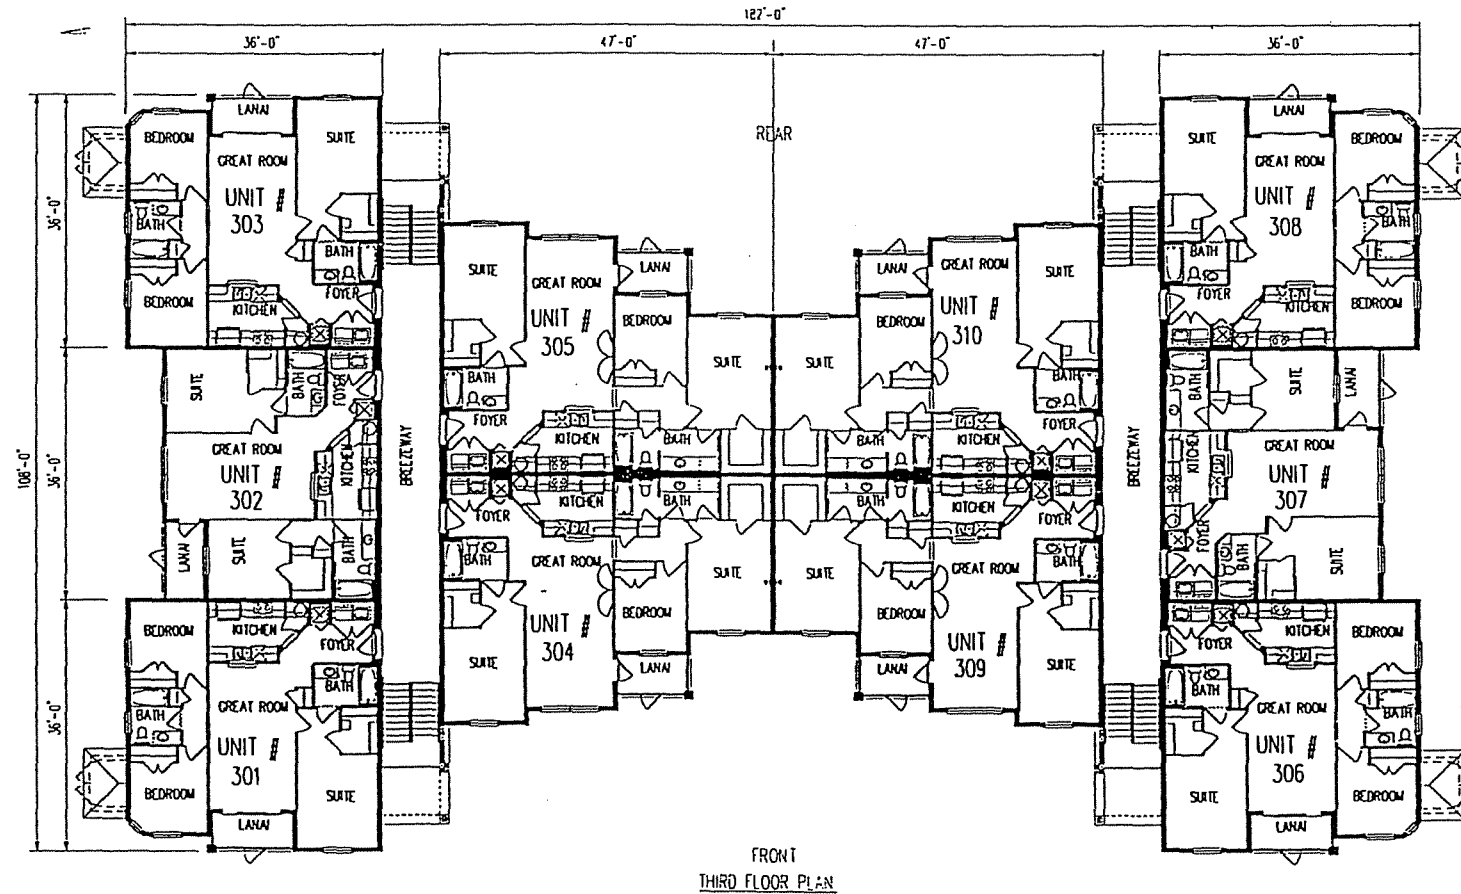 127'-0"
36'-0"
47'-0"
47'-0"
36'-0"
108'-0"
36'-0"
36'-0"
36'-0"
REAR
LANAI
BEDROOM
SUITE
GREAT ROOM
UNIT #
303
BATH
BATH
BEDROOM
KITCHEN
FOYER
SUITE
BATH
FOYER
GREAT ROOM
UNIT #
302
KITCHEN
LANAI
SUITE
BATH
BEDROOM
KITCHEN
FOYER
BATH
BATH
GREAT ROOM
UNIT #
301
BEDROOM
SUITE
LANAI
BREEZEWAY
SUITE
GREAT ROOM
LANAI
UNIT #
305
BEDROOM
SUITE
BATH
FOYER
KITCHEN
BATH
FOYER
KITCHEN
BATH
BATH
GREAT ROOM
SUITE
BEDROOM
UNIT #
304
SUITE
LANAI
LANAI
GREAT ROOM
SUITE
UNIT #
310
BEDROOM
SUITE
BATH
FOYER
KITCHEN
BATH
BATH
KITCHEN
FOYER
BATH
GREAT ROOM
SUITE
BEDROOM
UNIT #
309
SUITE
LANAI
BREEZEWAY
LANAI
SUITE
BEDROOM
GREAT ROOM
UNIT #
308
BATH
BATH
FOYER
KITCHEN
BEDROOM
BATH
SUITE
LANAI
KITCHEN
GREAT ROOM
UNIT #
307
FOYER
BATH
SUITE
FOYER
KITCHEN
BEDROOM
BATH
GREAT ROOM
BATH
UNIT #
306
SUITE
BEDROOM
LANAI
FRONT
THIRD FLOOR PLAN